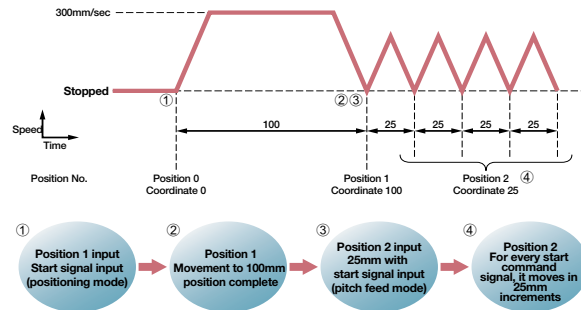 300mm/sec
Stopped
① ②③
Speed
Time
100 25 25 25 25
Position No. Position 0 Position 1 Position 2 ④
Coordinate 0 Coordinate 100 Coordinate 25
①
Position 1 input
Start signal input
(positioning mode)
②
Position 1
Movement to 100mm
position complete
③
Position 2 input
25mm with
start signal input
(pitch feed mode)
④
Position 2
For every start
command
signal, it moves in
25mm
increments